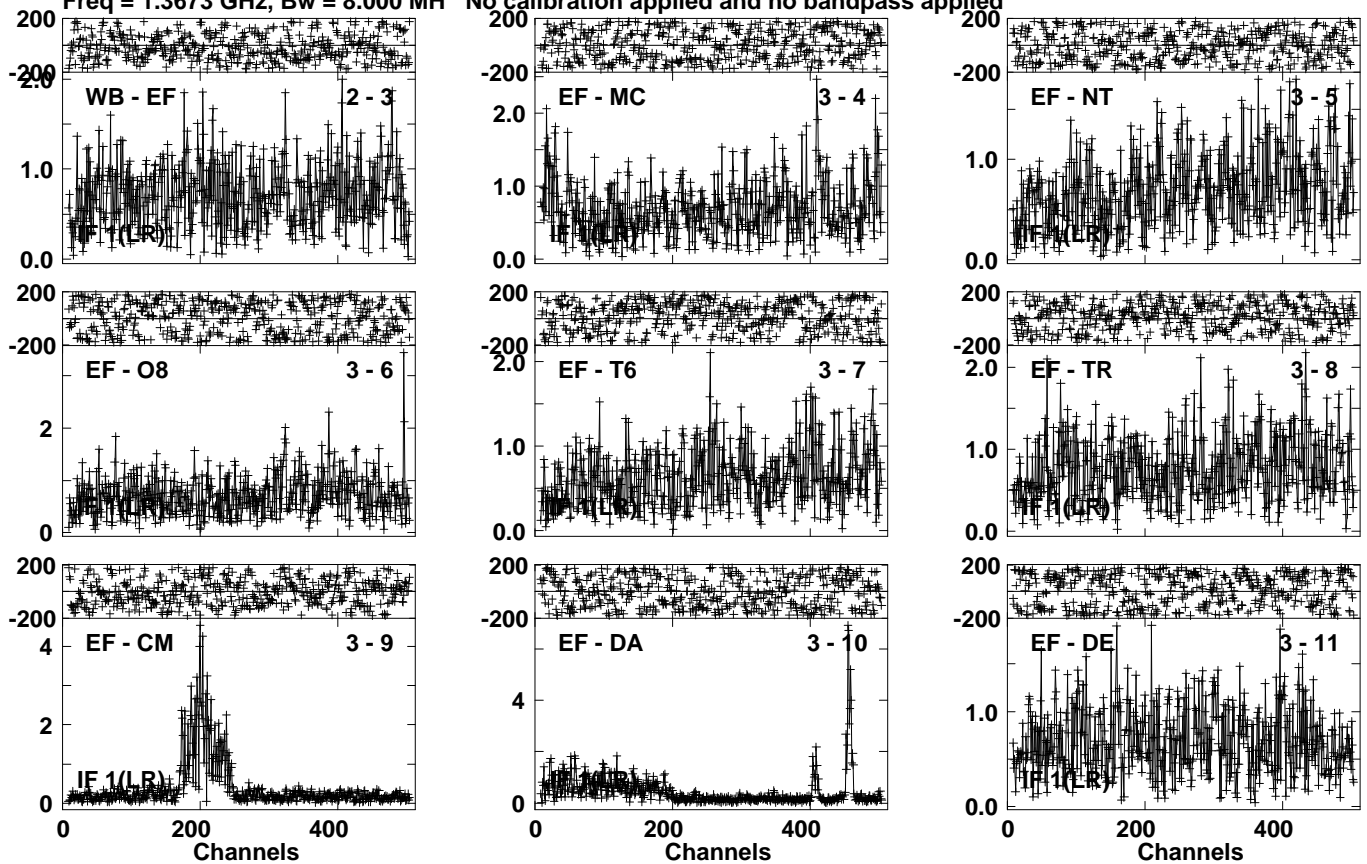 Freq = 1.3673 GHz, Bw = 8.000 MH No calibration applied and no bandpass applied
200 200 200
-200 -200 -200
2.0 WB - EF 2 - 3 2.0 EF - MC 3 - 4 EF - NT 3 - 5
1.0 1.0 1.0
IF 1(LR) IF 1(LR) IF 1(LR)
0.0 0.0 0.0
200 200 200
-200 -200 -200
EF - O8 3 - 6 2.0 EF - T6 3 - 7 2.0 EF - TR 3 - 8
2 1.0 1.0
IF 1(LR) IF 1(LR) IF 1(LR)
0 0.0 0.0
200 200 200
-200 -200 -200
4 EF - CM 3 - 9 EF - DA 3 - 10 EF - DE 3 - 11
2 4 1.0
IF 1(LR) IF 1(LR) IF 1(LR)
0 0 0.0
0 200 400 0 200 400 0 200 400
Channels Channels Channels